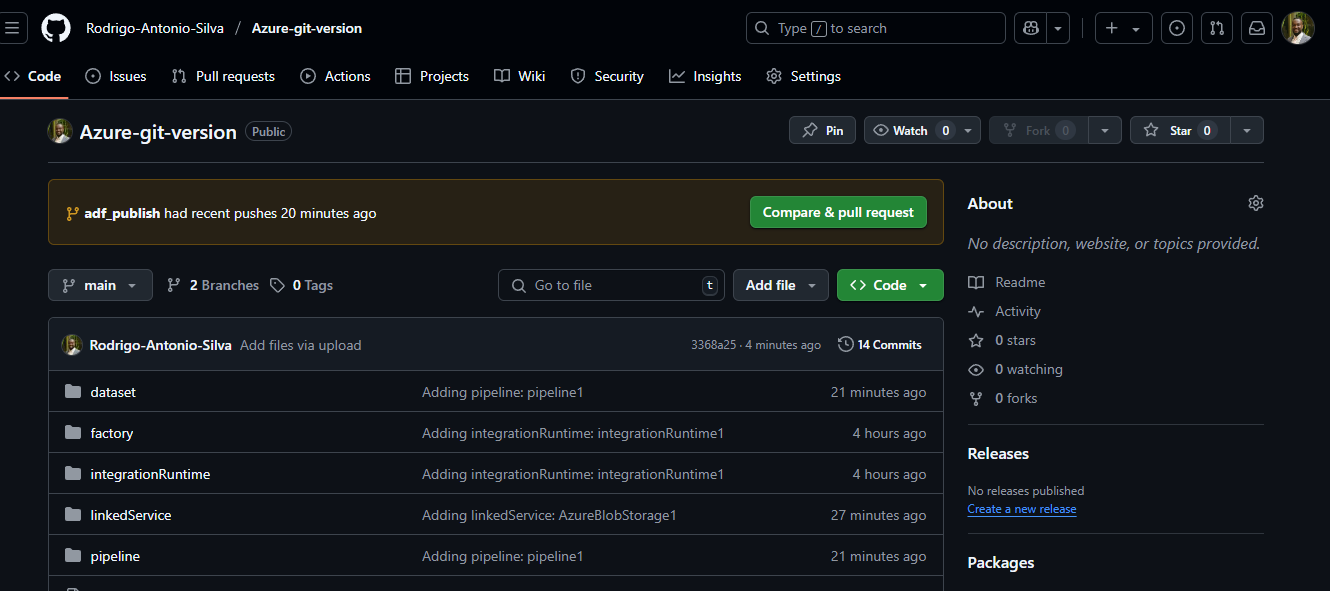 Rodrigo-Antonio-Silva / Azure-git-version
Type / to search
Code Issues Pull requests Actions Projects Wiki Security Insights Settings
Azure-git-version Public
Pin Watch 0 Fork 0 Star 0
adf_publish had recent pushes 20 minutes ago
Compare & pull request
main 2 Branches 0 Tags
Go to file t
Add file
Code
Rodrigo-Antonio-Silva Add files via upload 3368a25 · 4 minutes ago 14 Commits
dataset Adding pipeline: pipeline1 21 minutes ago
factory Adding integrationRuntime: integrationRuntime1 4 hours ago
integrationRuntime Adding integrationRuntime: integrationRuntime1 4 hours ago
linkedService Adding linkedService: AzureBlobStorage1 27 minutes ago
pipeline Adding pipeline: pipeline1 21 minutes ago
About
No description, website, or topics provided.
Readme
Activity
0 stars
0 watching
0 forks
Releases
No releases published
Create a new release
Packages